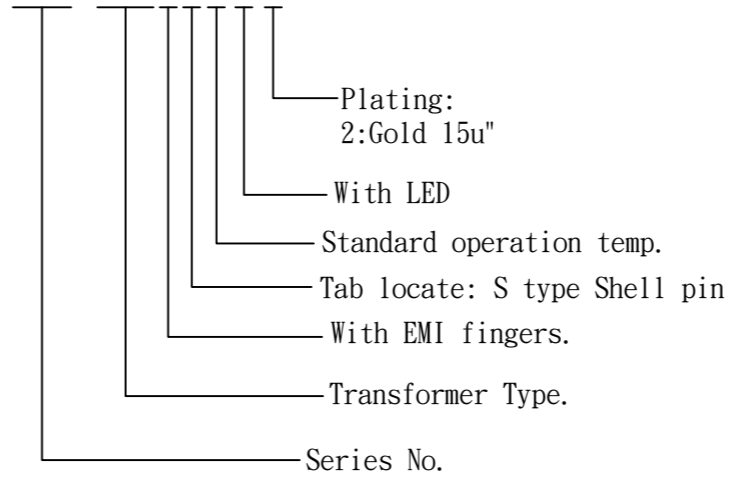 Plating:
2:Gold 15u"
With LED
Standard operation temp.
Tab locate: S type Shell pin
With EMI fingers.
Transformer Type.
Series No.